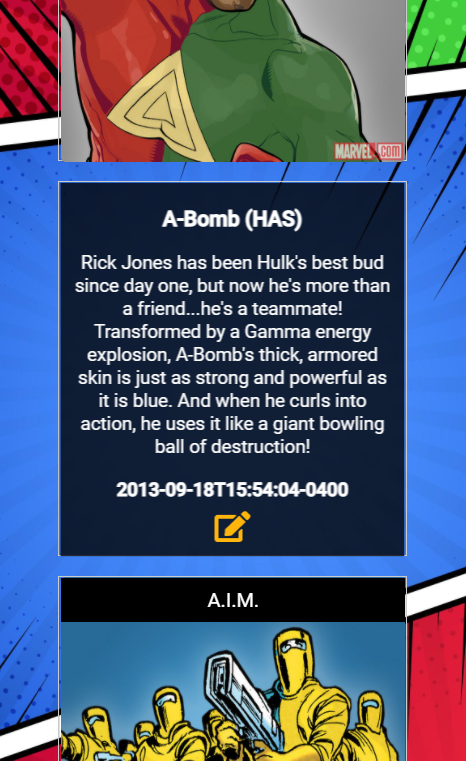 MARVEL.com
A-Bomb (HAS)
Rick Jones has been Hulk's best bud
since day one, but now he's more than
a friend...he's a teammate!
Transformed by a Gamma energy
explosion, A-Bomb's thick, armored
skin is just as strong and powerful as
it is blue. And when he curls into
action, he uses it like a giant bowling
ball of destruction!
2013-09-18T15:54:04-0400
A.I.M.